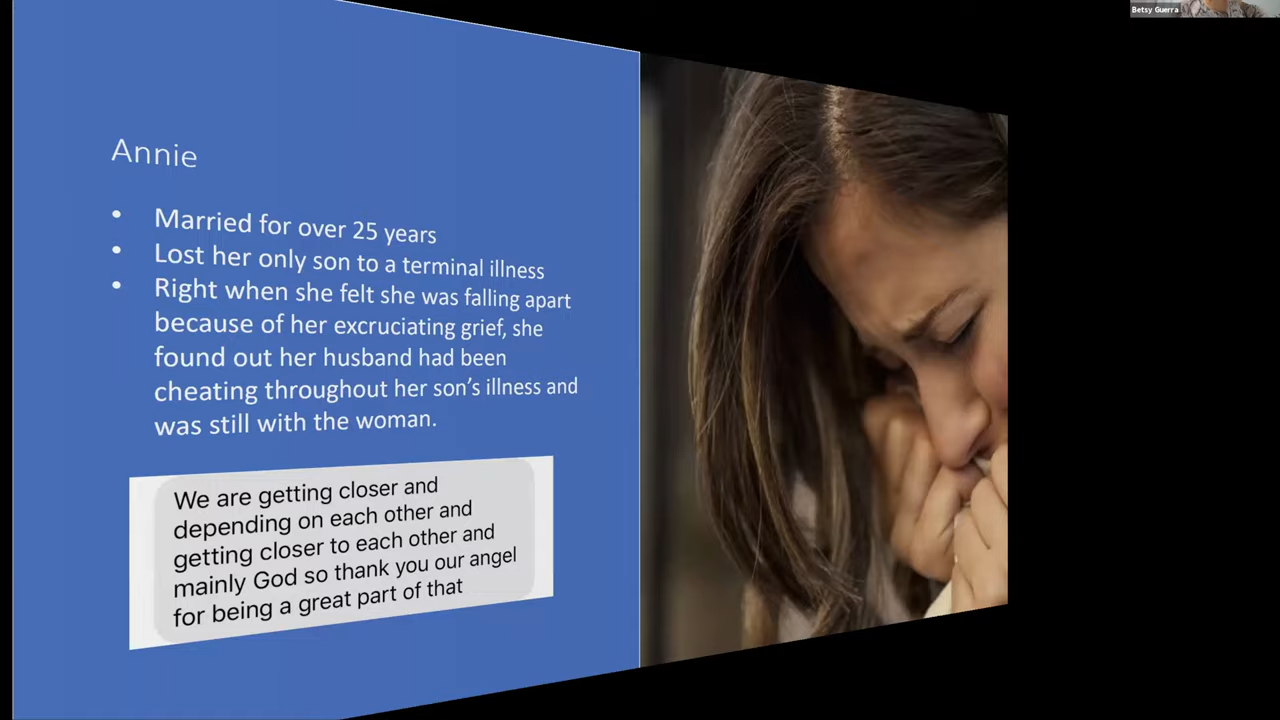 Betsy Guerra
Annie
• Married for over 25 years
• Lost her only son to a terminal illness
• Right when she felt she was falling apart
because of her excruciating grief, she
found out her husband had been
cheating throughout her son's illness and
was still with the woman.
We are getting closer and
depending on each other and
getting closer to each other and
mainly God so thank you our angel
for being a great part of that